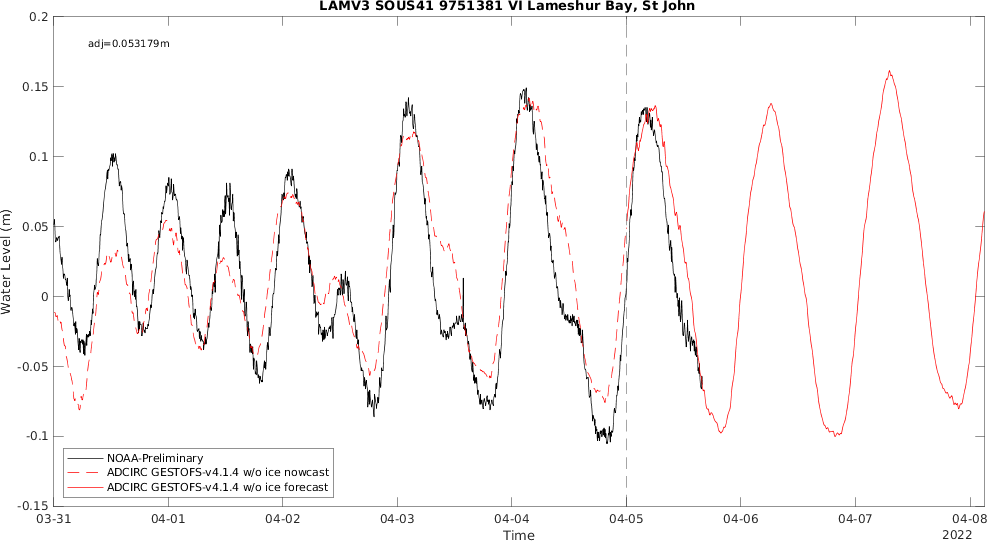 LAMV3 SOUS41 9751381 VI Lameshur Bay, St John
adj=0.053179m
0.2
0.15
0.1
0.05
0
-0.05
-0.1
-0.15
Water Level (m)
NOAA-Preliminary
ADCIRC GESTOFS-v4.1.4 w/o ice nowcast
ADCIRC GESTOFS-v4.1.4 w/o ice forecast
03-31 04-01 04-02 04-03 04-04 04-05 04-06 04-07 04-08
Time
2022